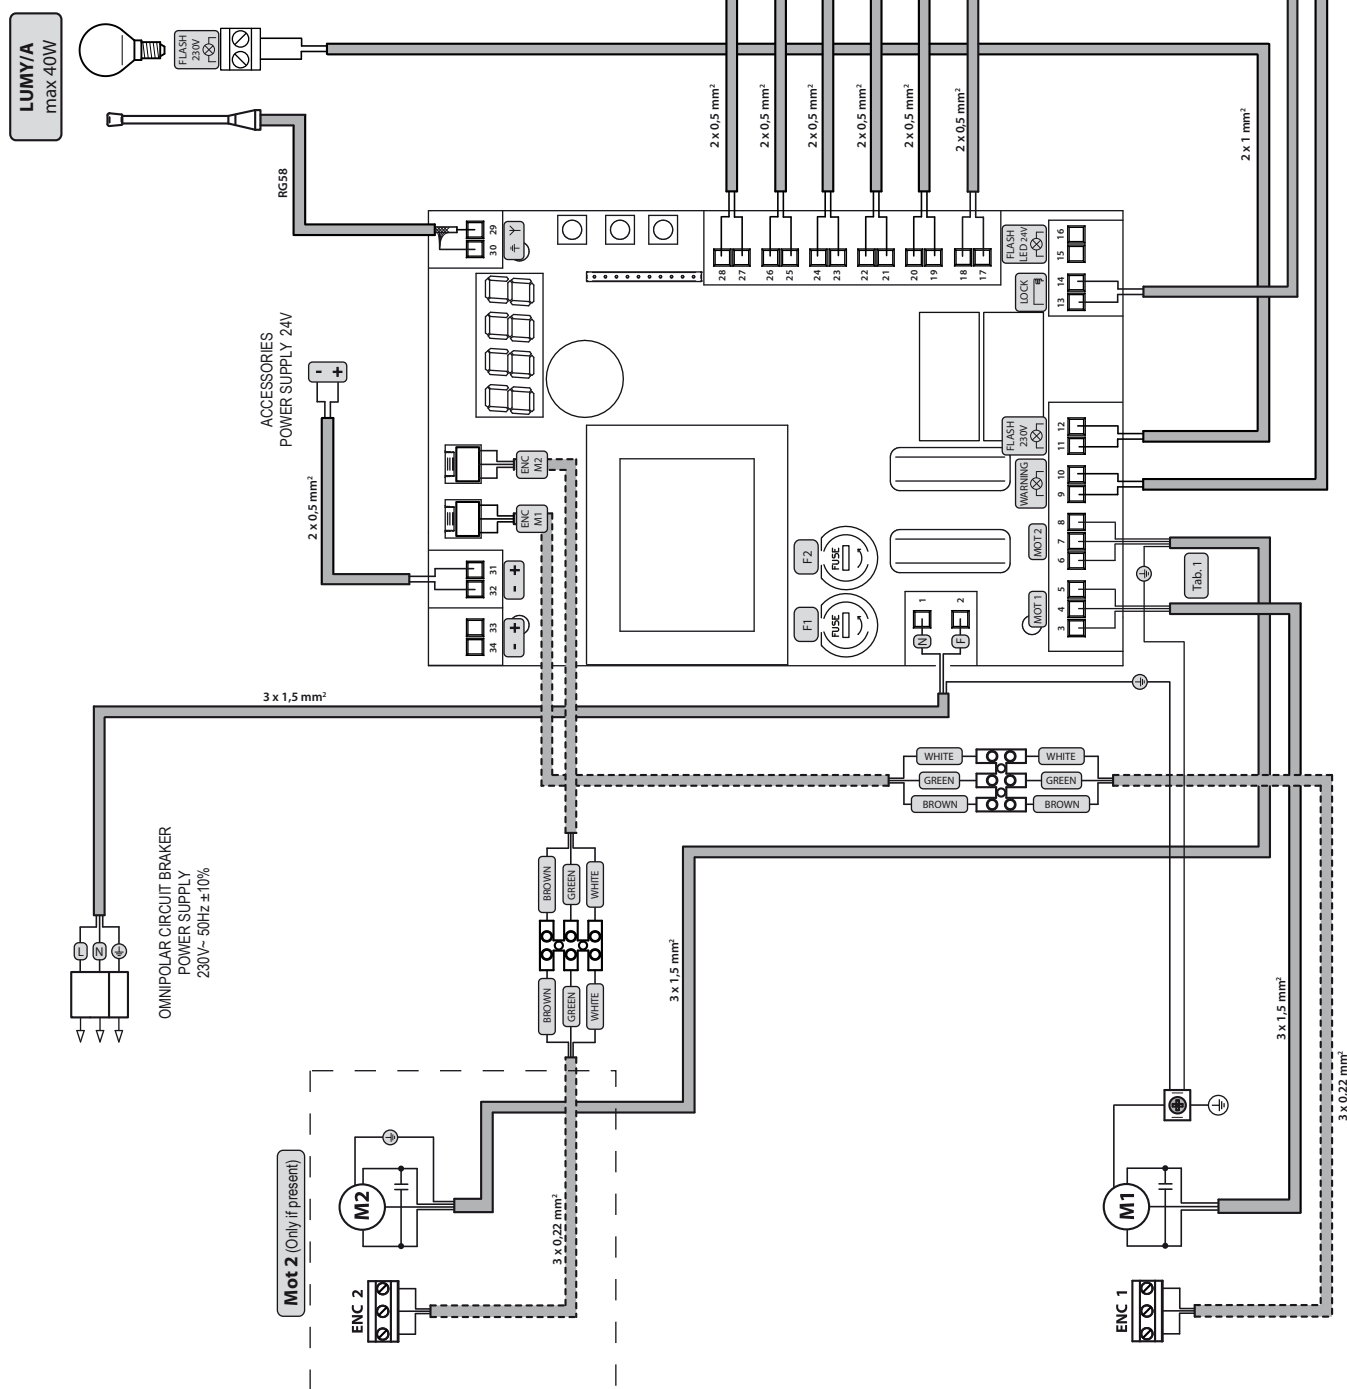 LUMY/A
max 40W
FLASH
230V
RG58
2 x 0,5 mm²
2 x 0,5 mm²
2 x 0,5 mm²
2 x 0,5 mm²
2 x 0,5 mm²
2 x 0,5 mm²
2 x 1 mm²
29
30
28
27
26
25
24
23
22
21
20
19
18
17
FLASH
LED 24V
16
15
LOCK
14
13
ACCESSORIES
POWER SUPPLY 24V
- +
2 x 0,5 mm²
ENC
M2
ENC
M1
31
32
- +
33
34
- +
FLASH
230V
12
11
WARNING
10
9
MOT 2
8
7
6
MOT 1
5
4
3
Tab. 1
F2
FUSE
F1
FUSE
1
2
N
F
3 x 1,5 mm²
WHITE
WHITE
GREEN
GREEN
BROWN
BROWN
OMNIPOLAR CIRCUIT BRAKER
POWER SUPPLY
230V~ 50Hz ±10%
L
N
BROWN
GREEN
WHITE
BROWN
GREEN
WHITE
3 x 1,5 mm²
3 x 1,5 mm²
3 x 0,22 mm²
Mot 2 (Only if present)
M2
3 x 0,22 mm²
ENC 2
M1
ENC 1